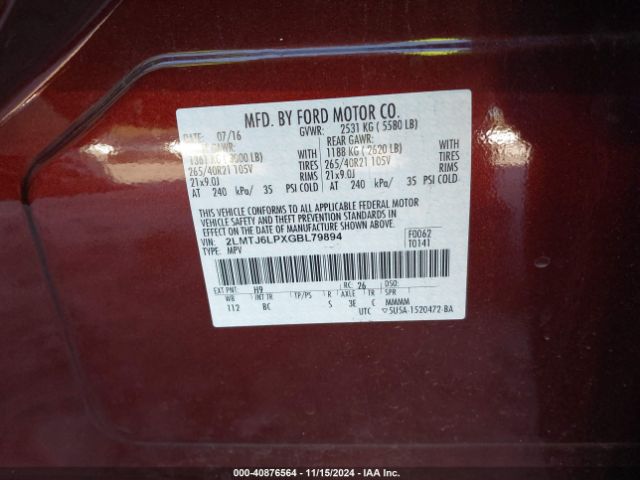 MFD. BY FORD MOTOR CO.
DATE: 07/16 GVWR: 2531 KG ( 5580 LB)
GAWR: REAR GAWR:
1361 KG ( 3000 LB) WITH 1188 KG ( 2620 LB) WITH
265/40R21 105V TIRES 265/40R21 105V TIRES
21x9.0J RIMS 21x9.0J RIMS
AT 240 kPa/ 35 PSI COLD AT 240 kPa/ 35 PSI COLD
THIS VEHICLE CONFORMS TO ALL APPLICABLE FEDERAL MOTOR
VEHICLE SAFETY AND THEFT PREVENTION STANDARDS IN
EFFECT ON THE DATE OF MANUFACTURE SHOWN ABOVE.
VIN: 2LMTJ6LPXGBL79894 F0062
TYPE: MPV T0141
EXT PNT: H9 RC: 26 DSO:
WB INT TR TP/PS R AXLE TR SPR
112 BC S 3E C MMMM
UTC ▽5U5A-1520472-BA
© - 40876564 - 11/15/2024 - IAA Inc.